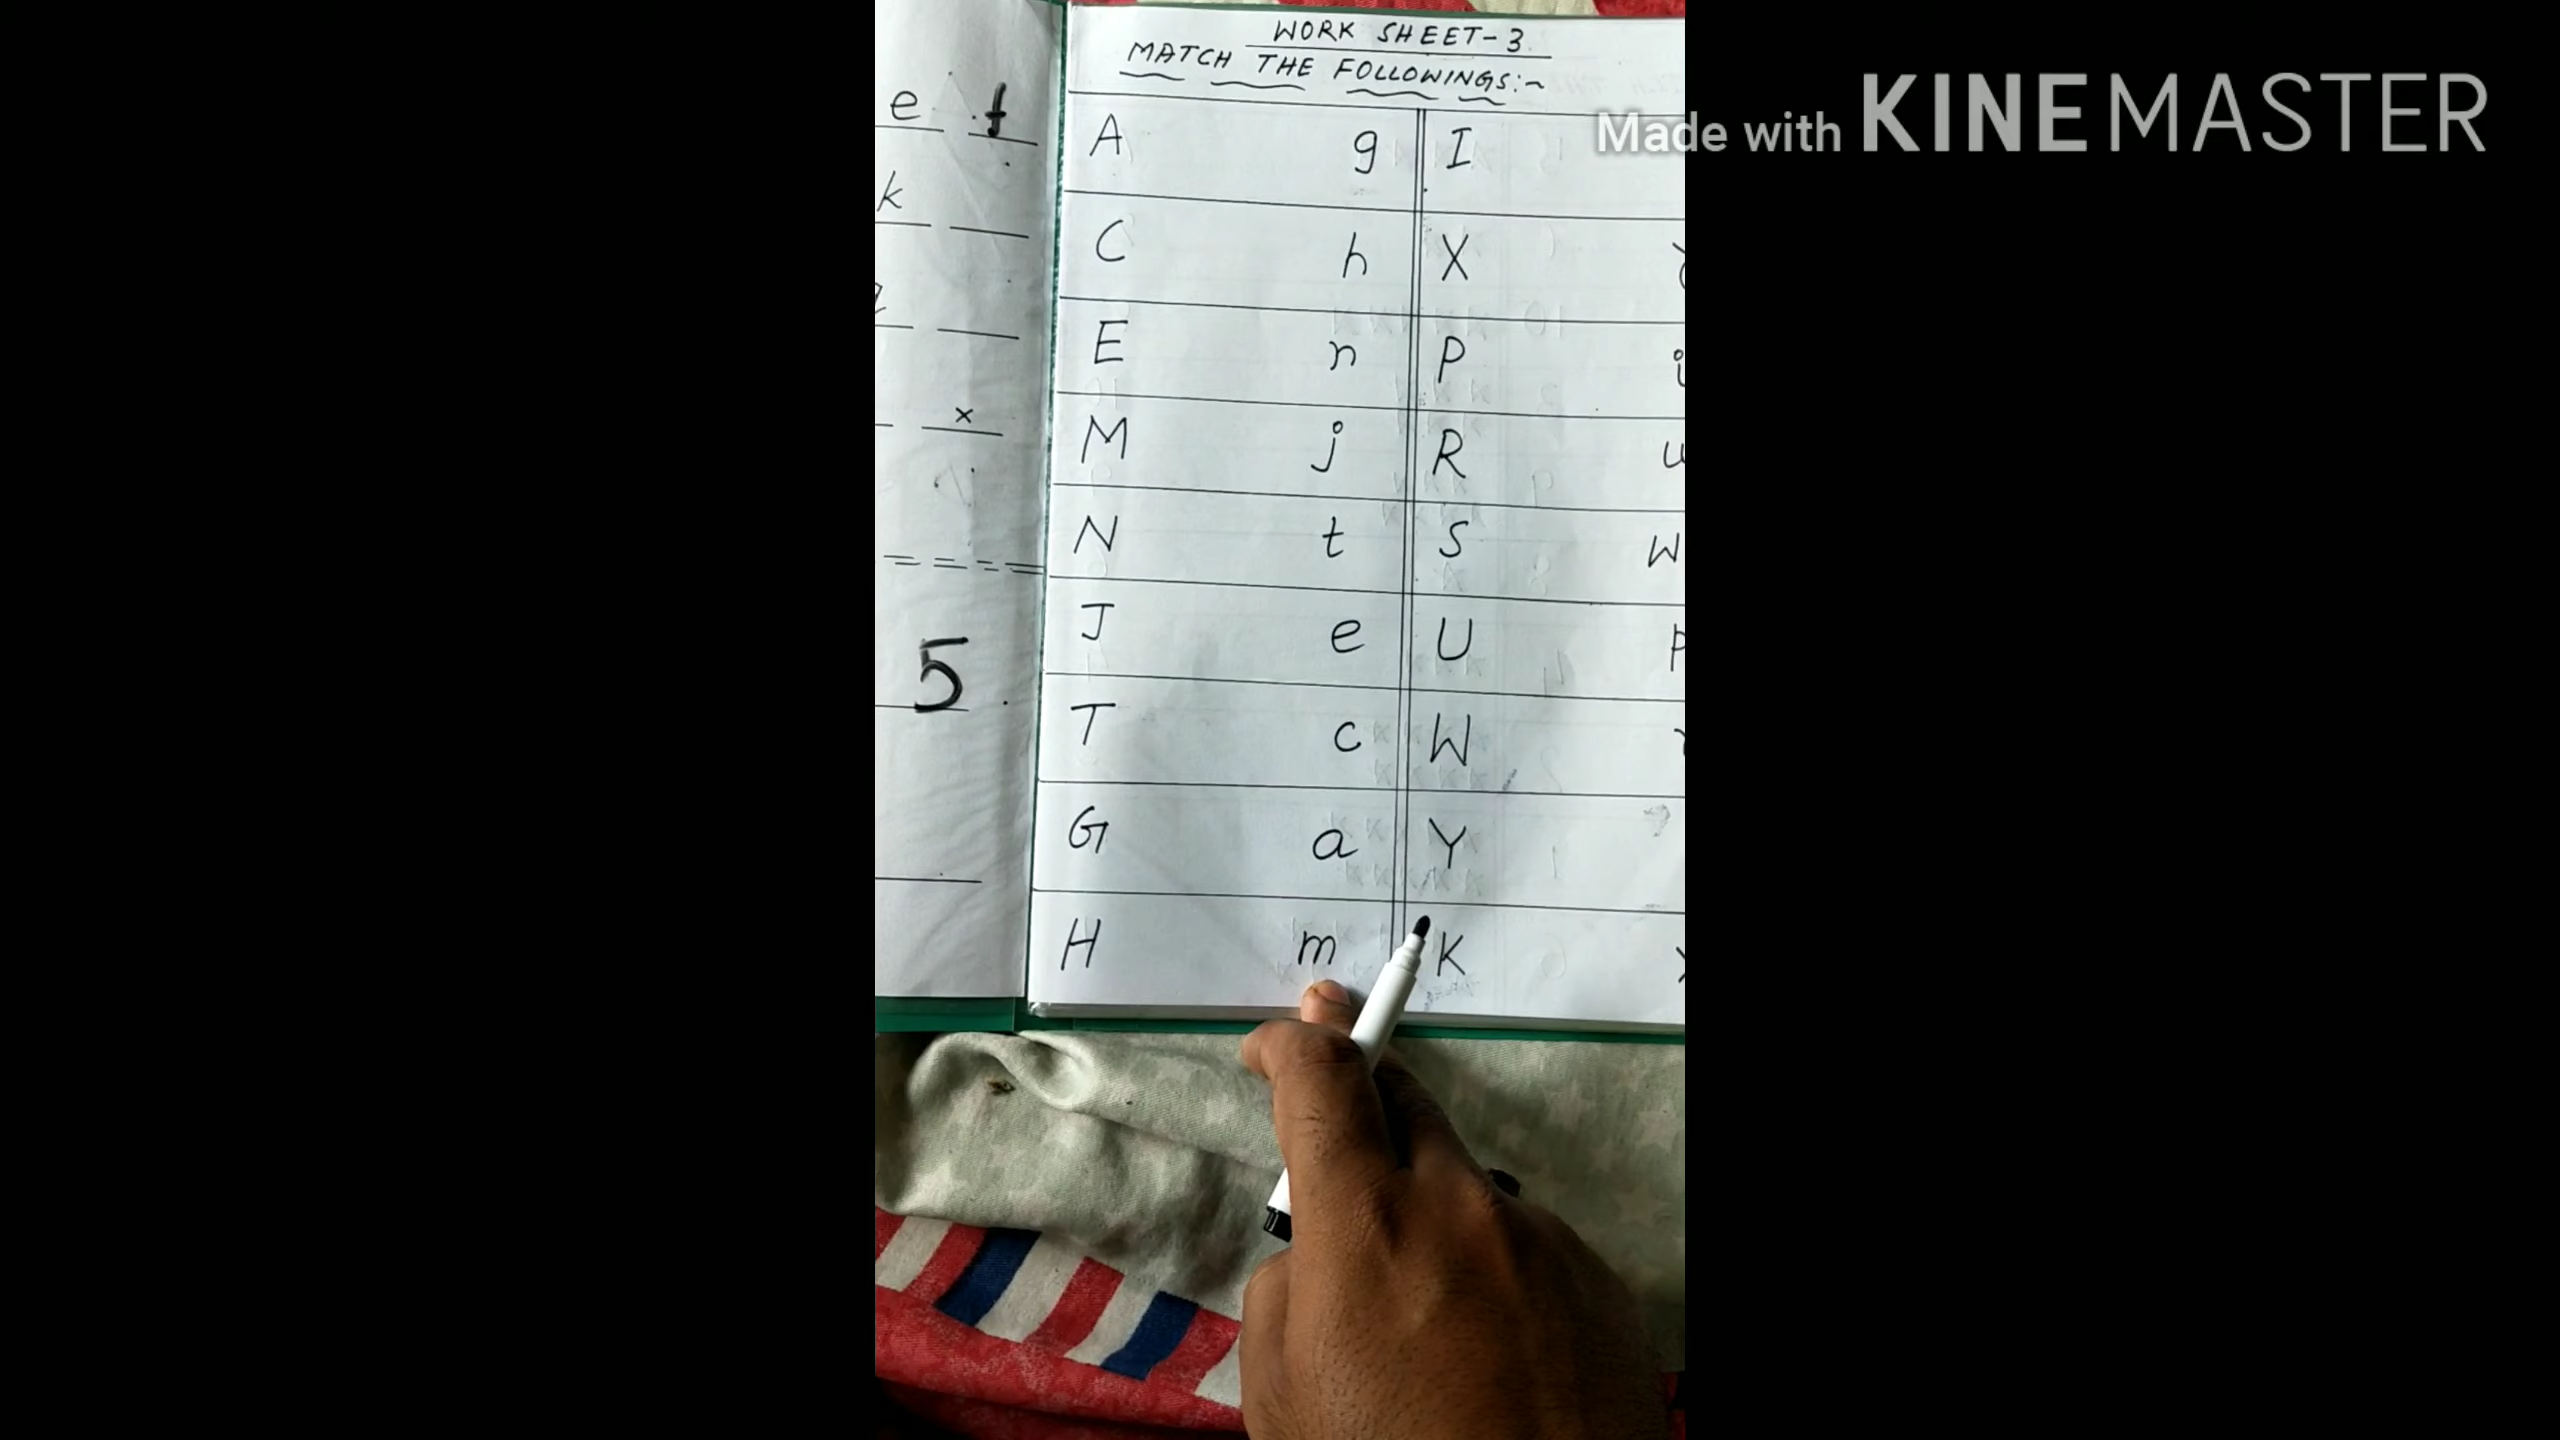 WORK SHEET-3
MATCH THE FOLLOWINGS:~
Made with KINEMASTER
e f
k
x
5
A g I
C h X
E n P i
M j R u
N t S w
J e U p
T c W
G a Y
H m K